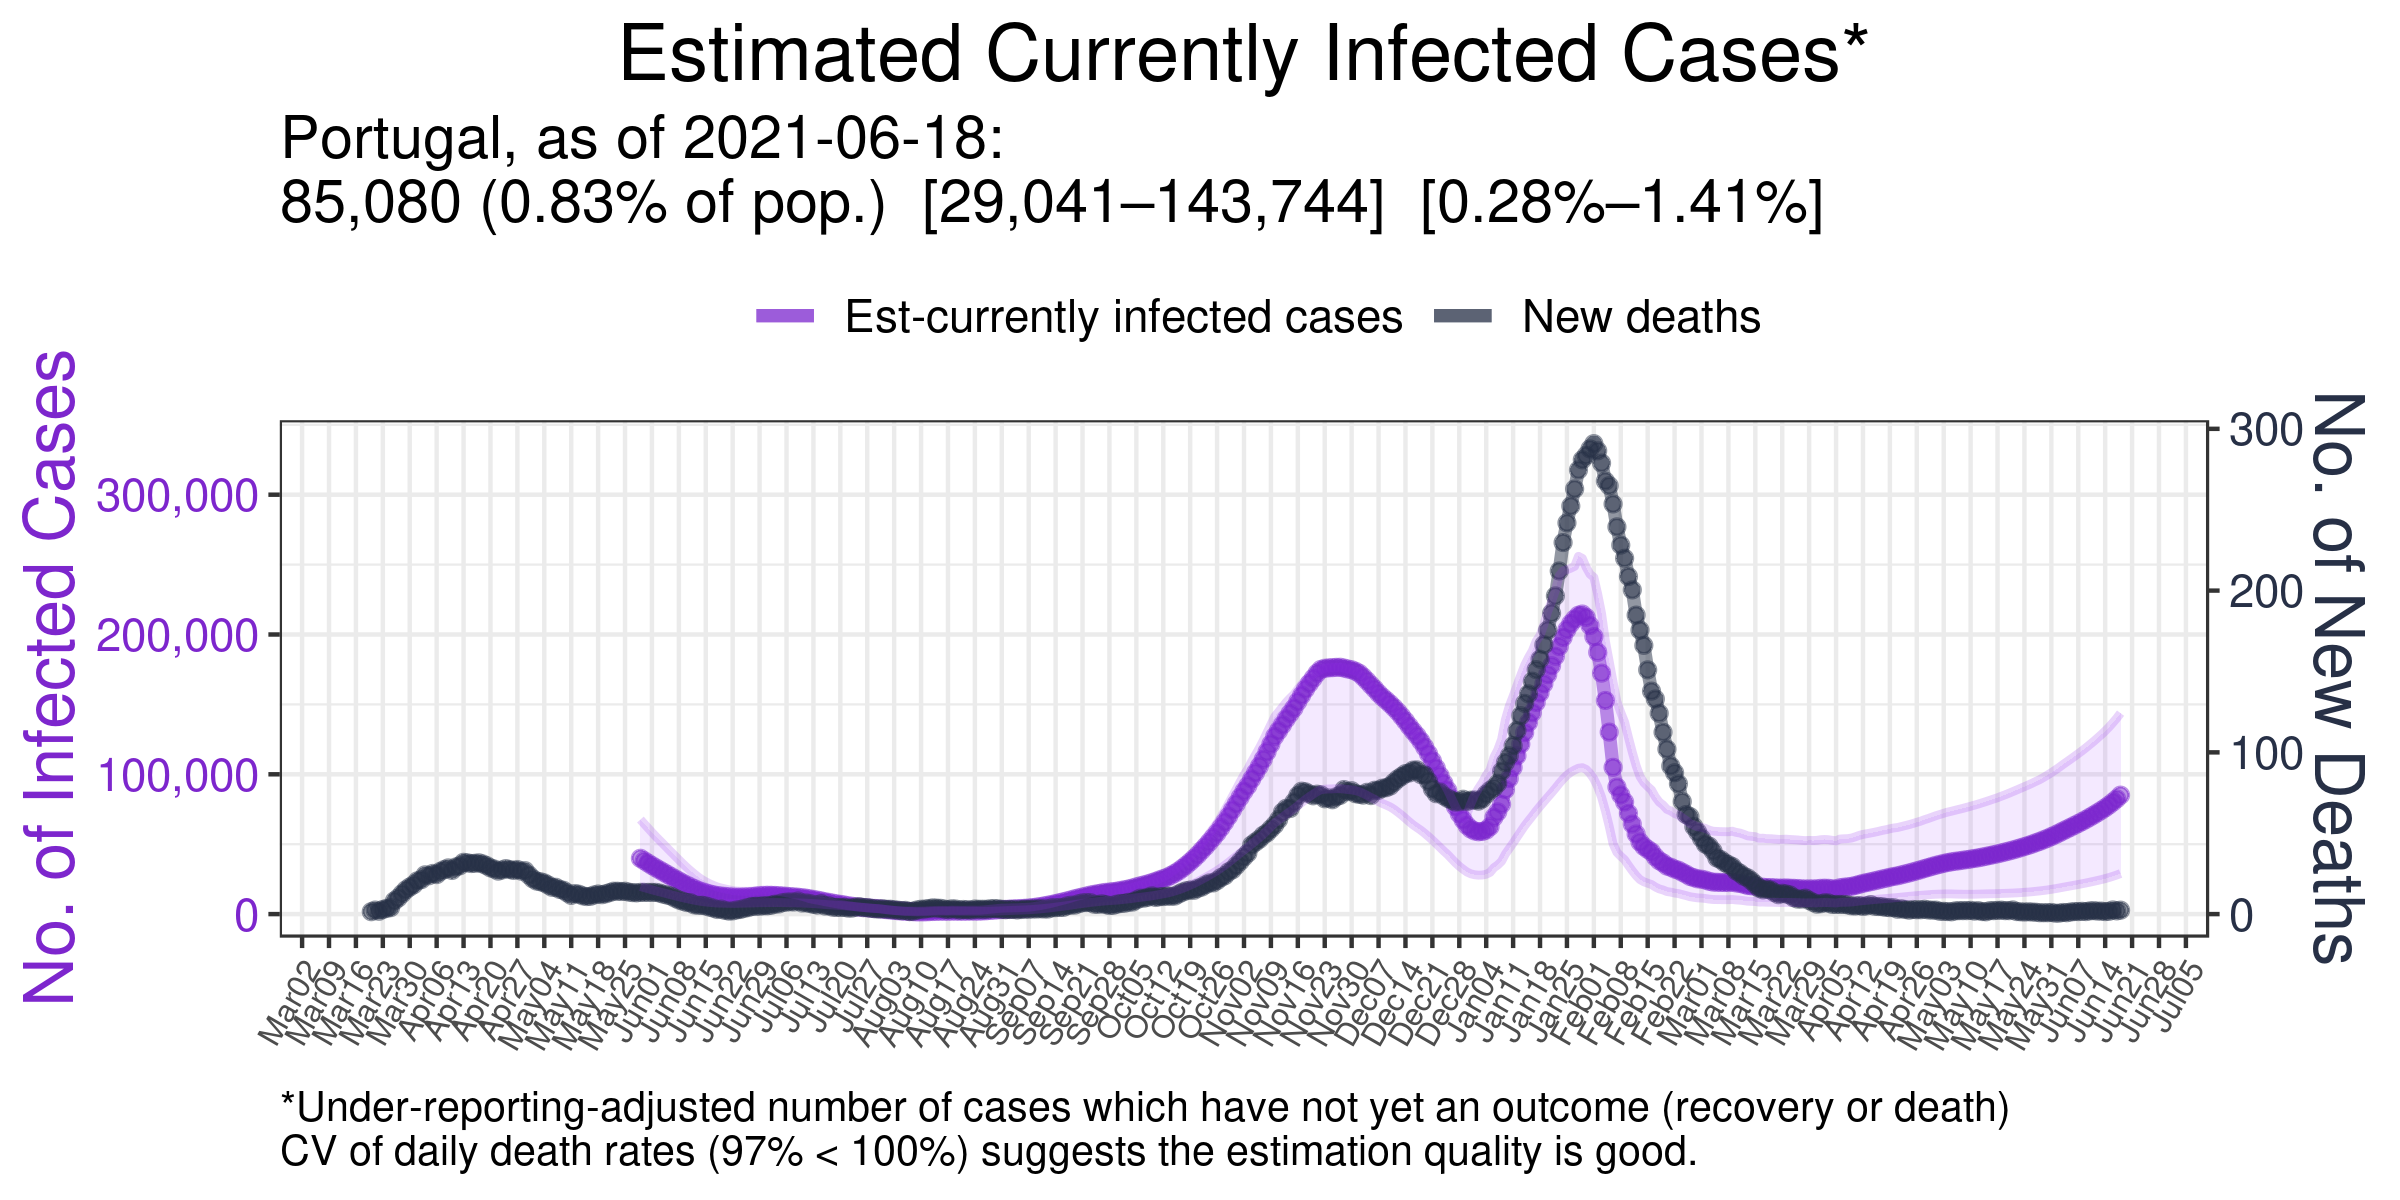 Estimated Currently Infected Cases*
Portugal, as of 2021-06-18:
85,080 (0.83% of pop.) [29,041–143,744] [0.28%–1.41%]
Est-currently infected cases New deaths
No. of Infected Cases
300,000
200,000
100,000
0
300
200
100
0
No. of New Deaths
Mar02 Mar09 Mar16 Mar23 Mar30 Apr06 Apr13 Apr20 Apr27 May04 May11 May18 May25 Jun01 Jun08 Jun15 Jun22 Jun29 Jul06 Jul13 Jul20 Jul27 Aug03 Aug10 Aug17 Aug24 Aug31 Sep07 Sep14 Sep21 Sep28 Oct05 Oct12 Oct19 Oct26 Nov02 Nov09 Nov16 Nov23 Nov30 Dec07 Dec14 Dec21 Dec28 Jan04 Jan11 Jan18 Jan25 Feb01 Feb08 Feb15 Feb22 Mar01 Mar08 Mar15 Mar22 Mar29 Apr05 Apr12 Apr19 Apr26 May03 May10 May17 May24 May31 Jun07 Jun14 Jun21 Jun28 Jul05
*Under-reporting-adjusted number of cases which have not yet an outcome (recovery or death)
CV of daily death rates (97% < 100%) suggests the estimation quality is good.